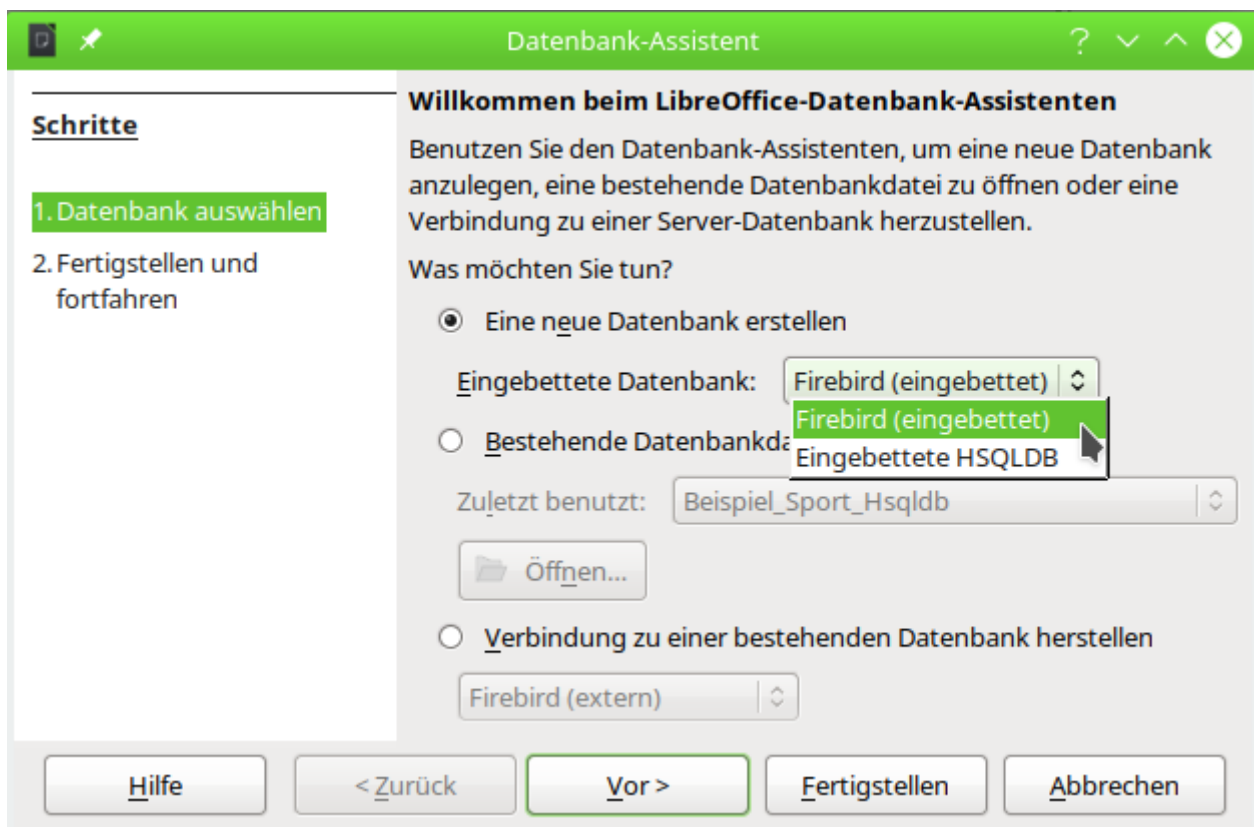 Datenbank-Assistent
Schritte
1. Datenbank auswählen
2. Fertigstellen und
fortfahren
Willkommen beim LibreOffice-Datenbank-Assistenten
Benutzen Sie den Datenbank-Assistenten, um eine neue Datenbank
anzulegen, eine bestehende Datenbankdatei zu öffnen oder eine
Verbindung zu einer Server-Datenbank herzustellen.
Was möchten Sie tun?
Eine neue Datenbank erstellen
Eingebettete Datenbank: Firebird (eingebettet)
Firebird (eingebettet)
Bestehende Datenbankda
Eingebettete HSQLDB
Zuletzt benutzt: Beispiel_Sport_Hsqldb
Öffnen...
Verbindung zu einer bestehenden Datenbank herstellen
Firebird (extern)
Hilfe < Zurück Vor > Fertigstellen Abbrechen